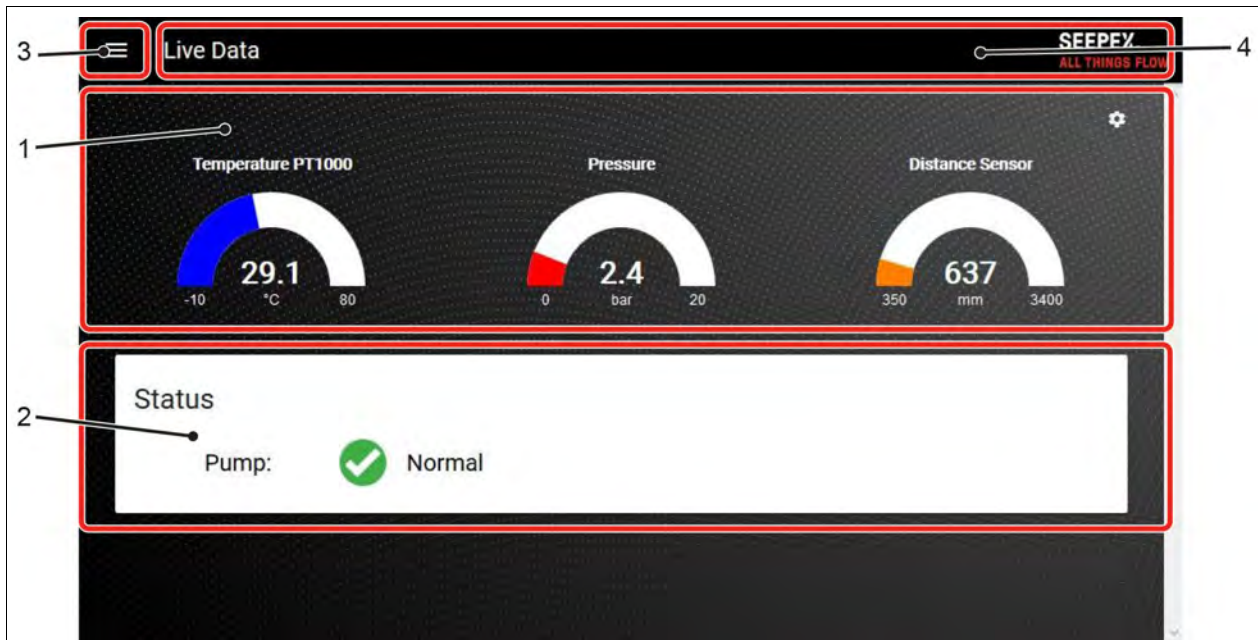 3
Live Data
SEEPEX.
ALL THINGS FLOW
4
1
Temperature PT1000
Pressure
Distance Sensor
29.1
2.4
637
-10 °C 80
0 bar 20
350 mm 3400
2
Status
Pump: Normal